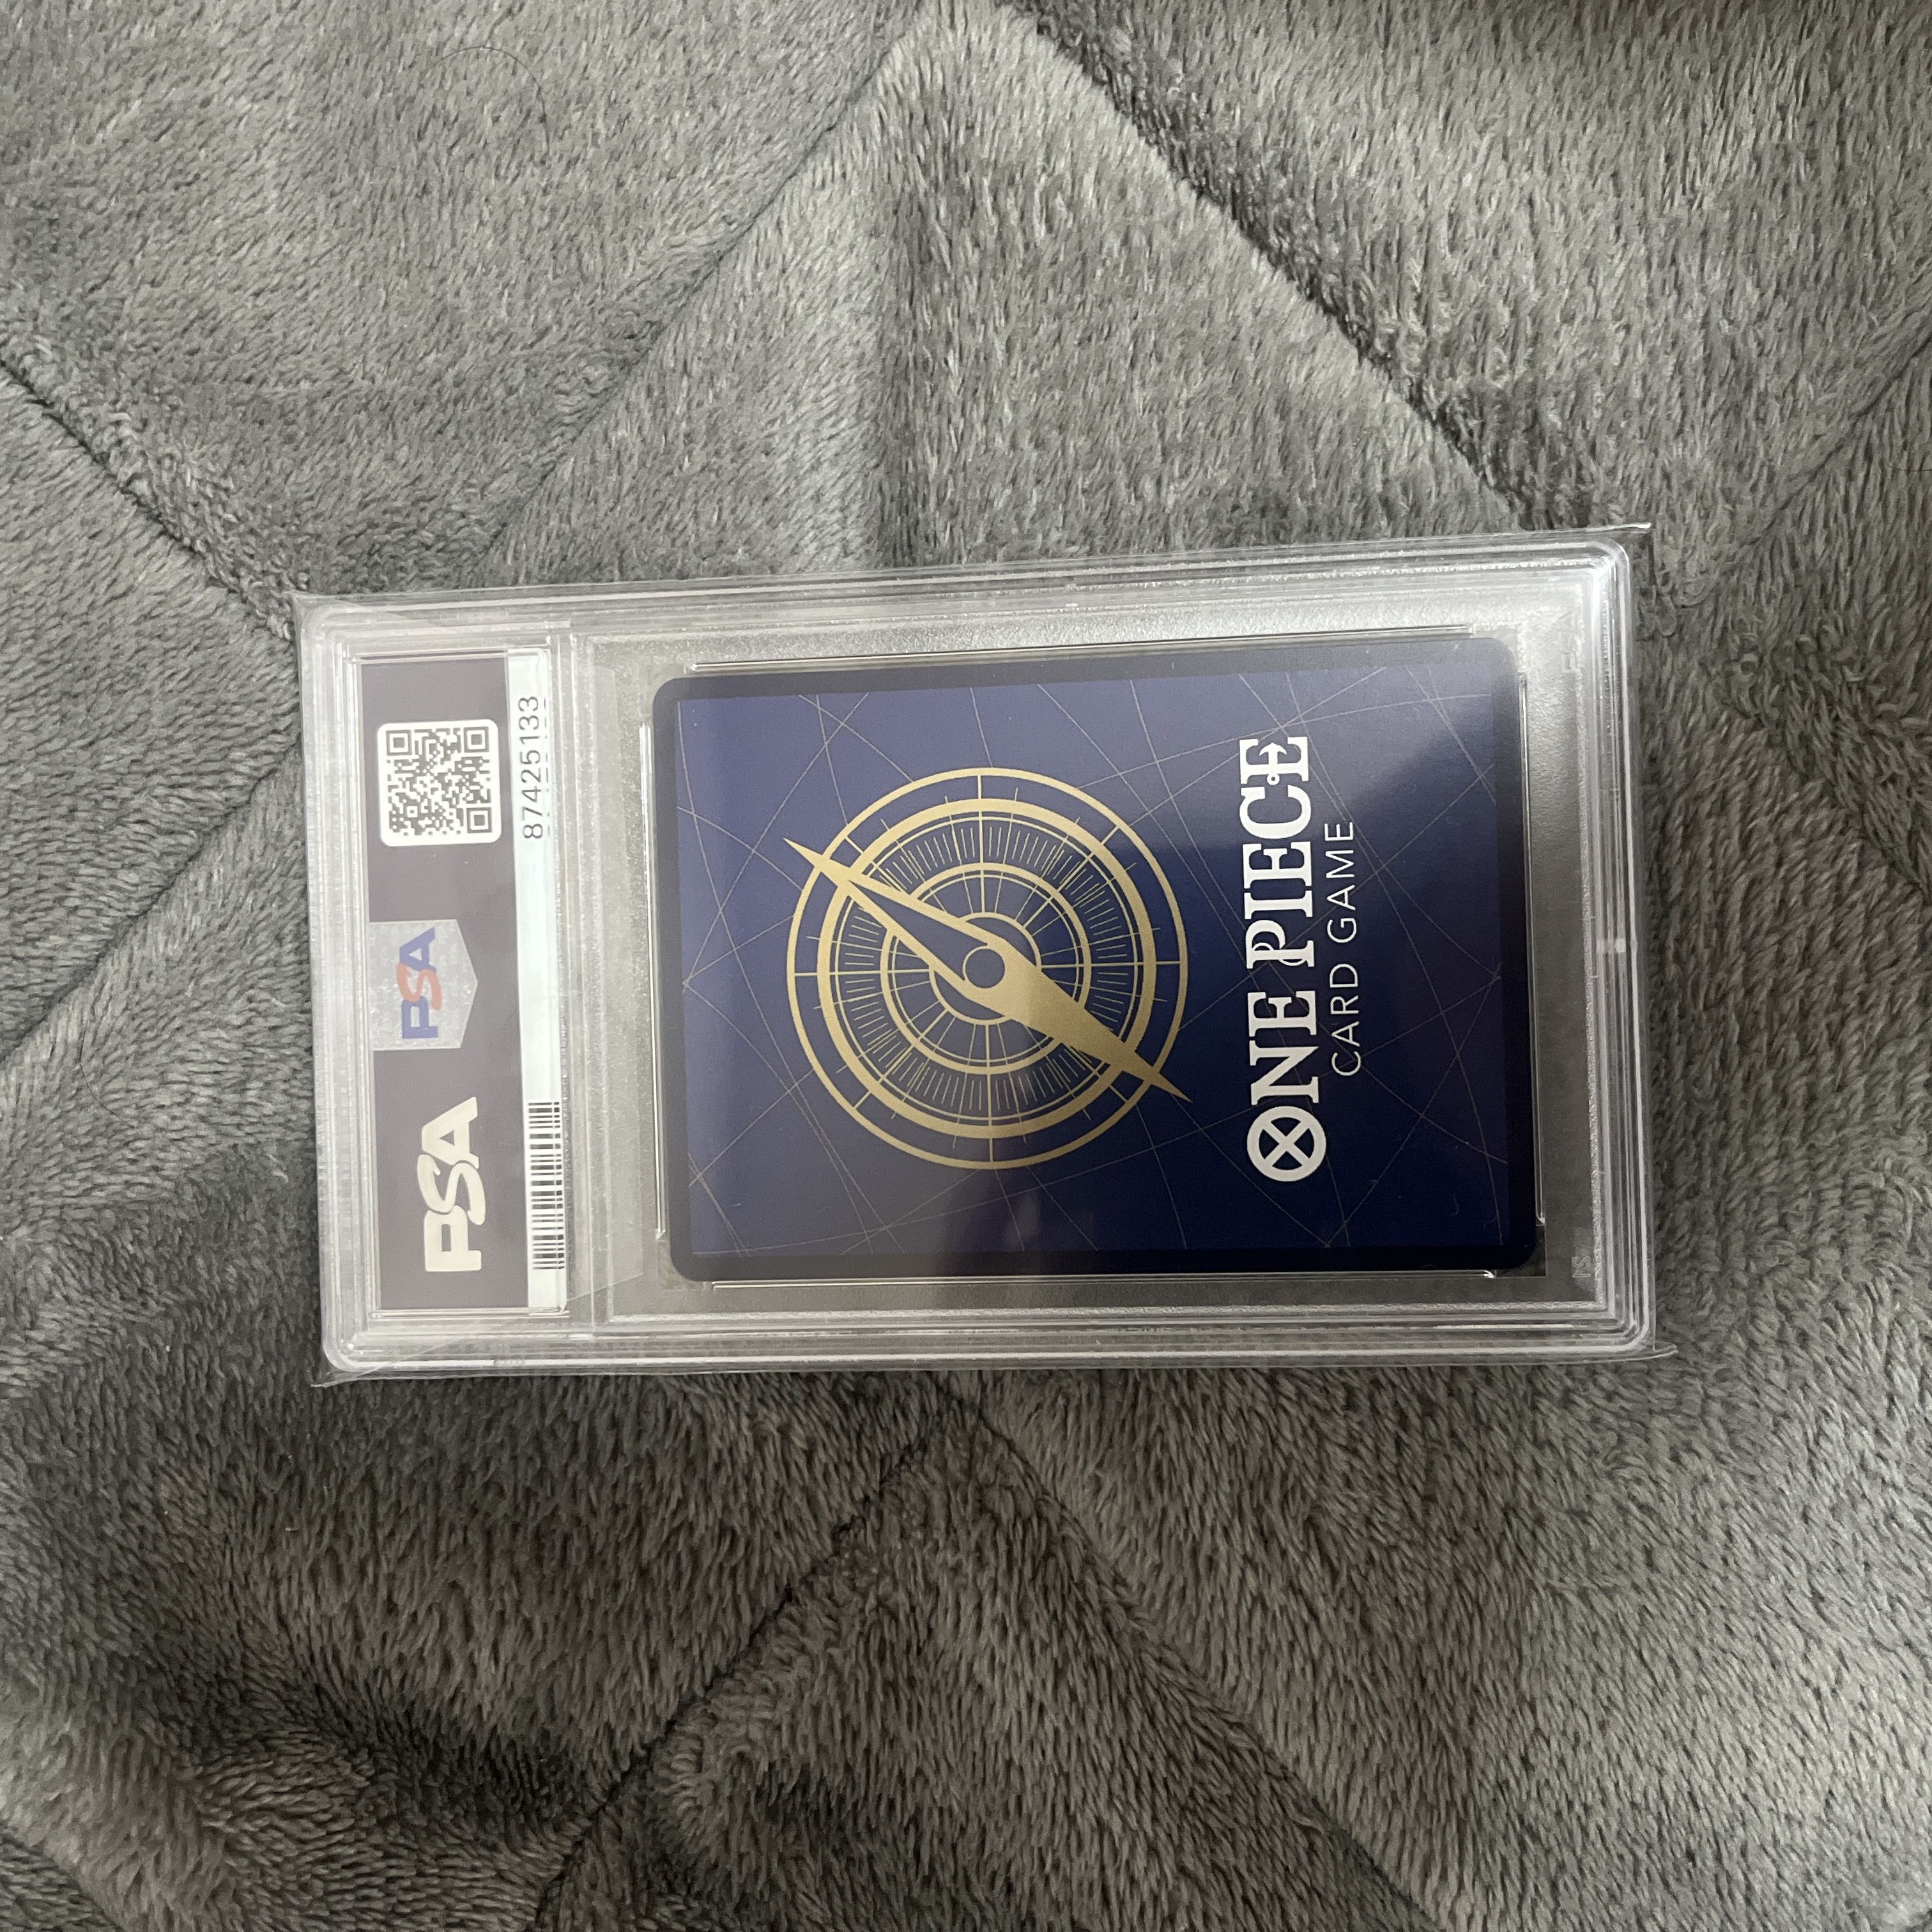 PSA
PSA
87425133
ONE PIECE
CARD GAME